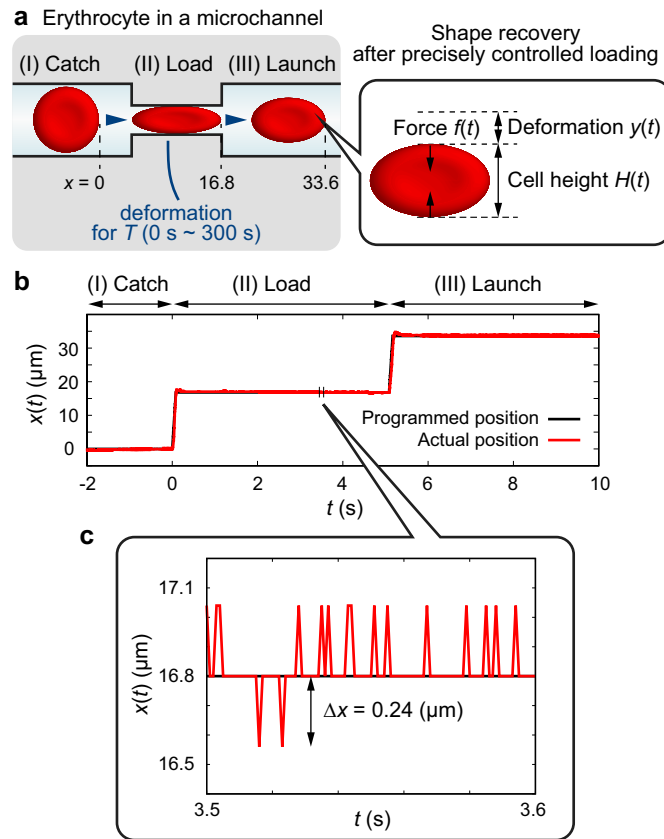 a Erythrocyte in a microchannel
(I) Catch (II) Load (III) Launch
x = 0 16.8 33.6
deformation
for T (0 s ~ 300 s)
Shape recovery
after precisely controlled loading
Force f(t) Deformation y(t)
Cell height H(t)
b (I) Catch (II) Load (III) Launch
x(t) (μm)
30
20
10
0
Programmed position
Actual position
-2 0 2 4 6 8 10
t (s)
c
x(t) (μm)
17.1
16.8
Δx = 0.24 (μm)
16.5
3.5 3.6
t (s)